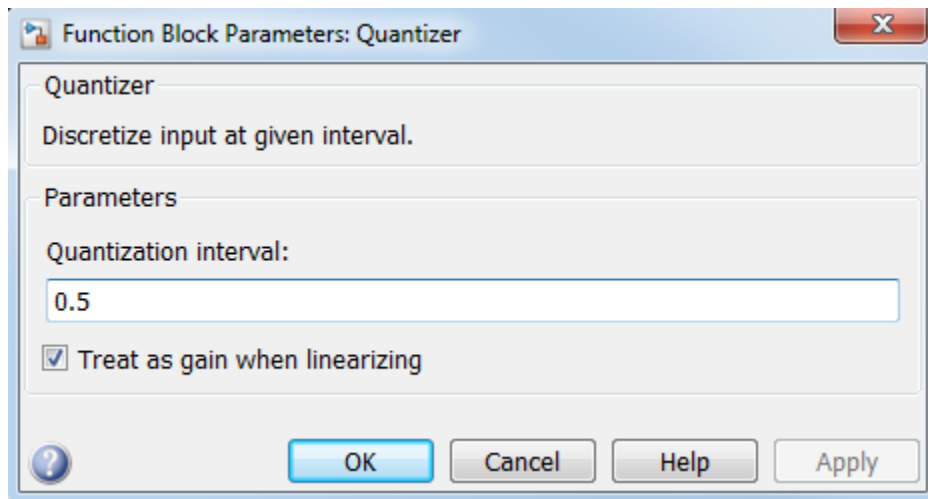 Function Block Parameters: Quantizer
Quantizer
Discretize input at given interval.
Parameters
Quantization interval:
0.5
Treat as gain when linearizing
OK Cancel Help Apply